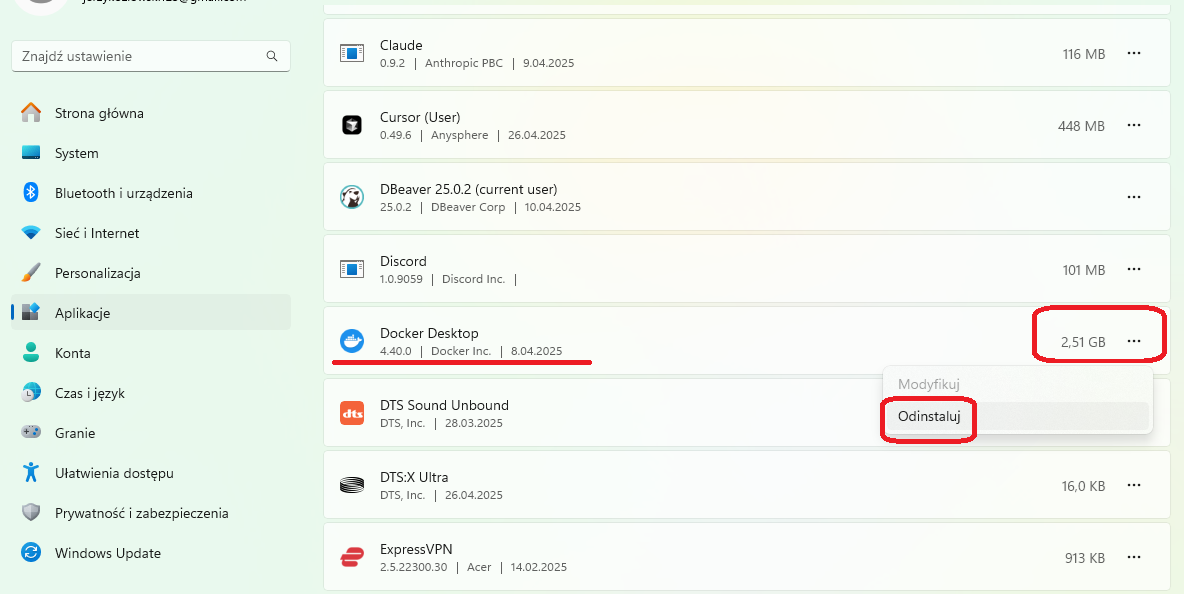 Znajdź ustawienie
Strona główna
System
Bluetooth i urządzenia
Sieć i Internet
Personalizacja
Aplikacje
Konta
Czas i język
Granie
Ułatwienia dostępu
Prywatność i zabezpieczenia
Windows Update
Claude
0.9.2 | Anthropic PBC | 9.04.2025
116 MB
Cursor (User)
0.49.6 | Anysphere | 26.04.2025
448 MB
DBeaver 25.0.2 (current user)
25.0.2 | DBeaver Corp | 10.04.2025
Discord
1.0.9059 | Discord Inc. |
101 MB
Docker Desktop
4.40.0 | Docker Inc. | 8.04.2025
2,51 GB
Modyfikuj
Odinstaluj
dts
DTS Sound Unbound
DTS, Inc. | 28.03.2025
DTS:X Ultra
DTS, Inc. | 26.04.2025
16,0 KB
ExpressVPN
2.5.22300.30 | Acer | 14.02.2025
913 KB